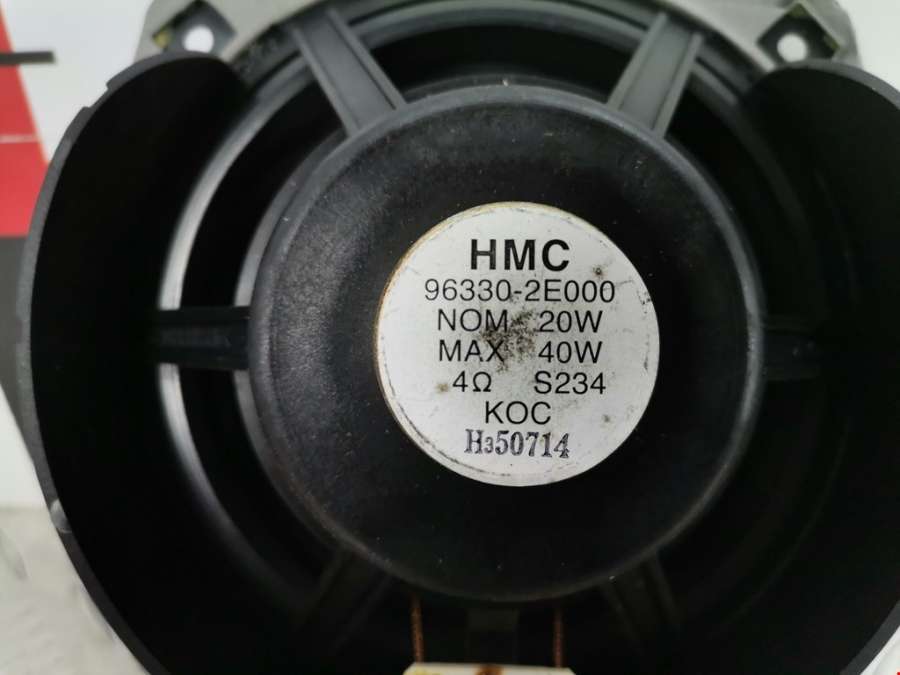 HMC
96330-2E000
NOM 20W
MAX 40W
4Ω S234
KOC
H350714